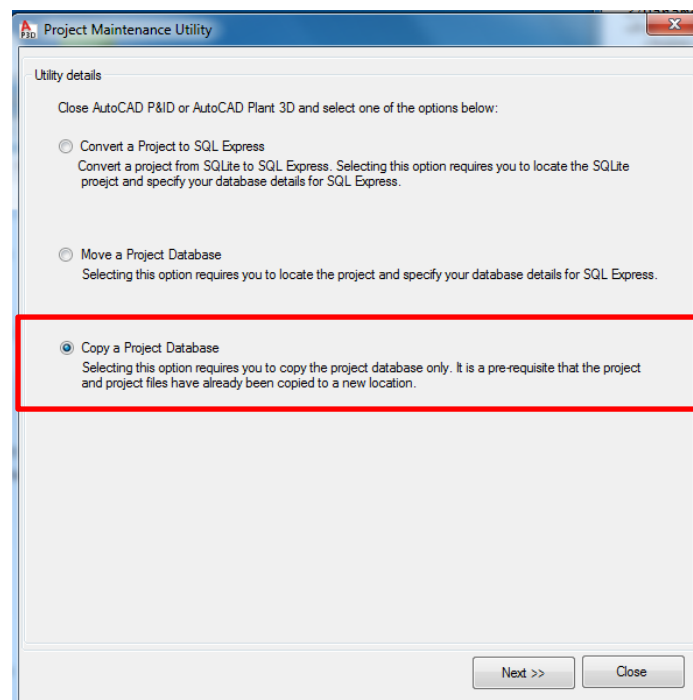 A
P3D
Project Maintenance Utility
Utility details
Close AutoCAD P&ID or AutoCAD Plant 3D and select one of the options below:
Convert a Project to SQL Express
Convert a project from SQLite to SQL Express. Selecting this option requires you to locate the SQLite
proejct and specify your database details for SQL Express.
Move a Project Database
Selecting this option requires you to locate the project and specify your database details for SQL Express.
Copy a Project Database
Selecting this option requires you to copy the project database only. It is a pre-requisite that the project
and project files have already been copied to a new location.
Next >>
Close